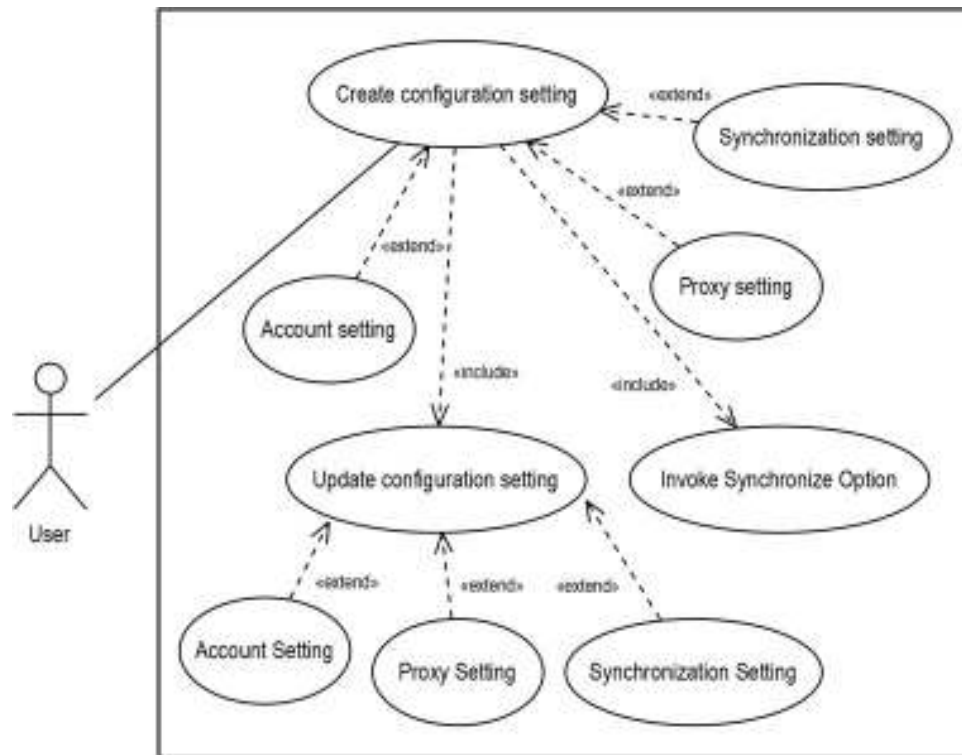 Create configuration setting
«extend»
Synchronization setting
«extend»
Proxy setting
«extend»
Account setting
«include»
«include»
Update configuration setting
Invoke Synchronize Option
User
«extend»
«extend»
«extend»
Account Setting
Proxy Setting
Synchronization Setting